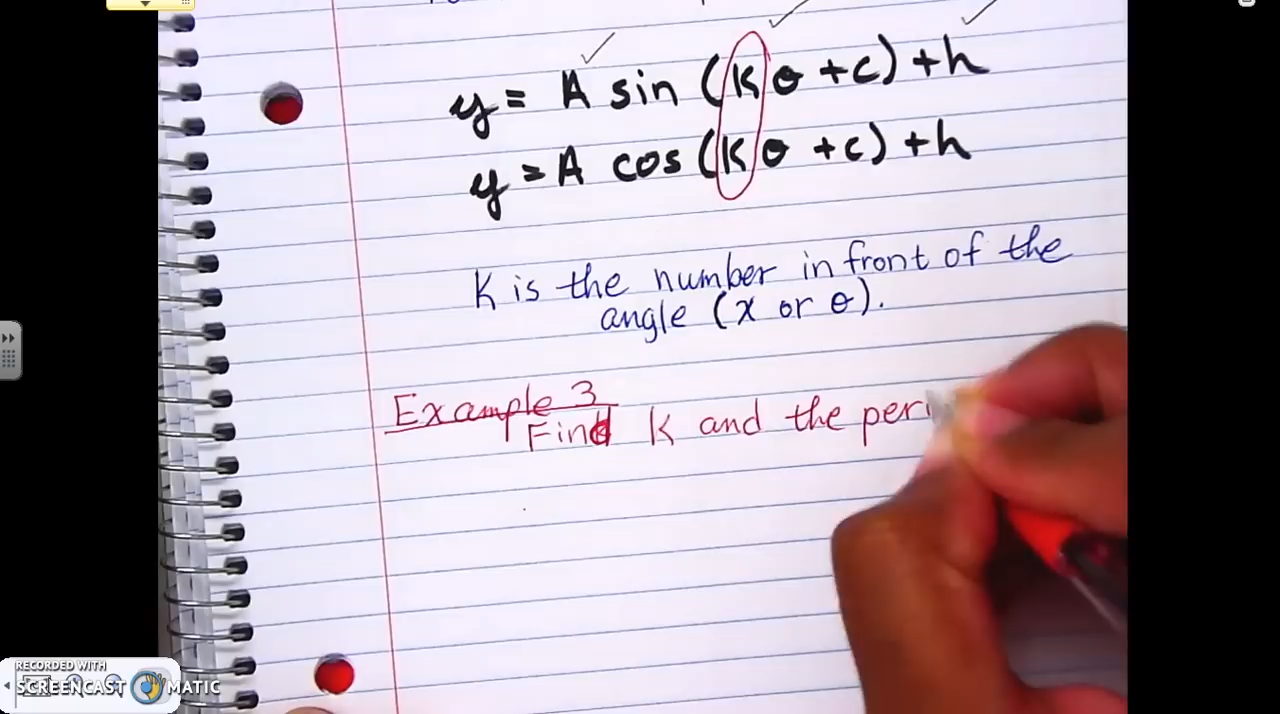 y = A sin (Kθ + c) + h
y = A cos (Kθ + c) + h
K is the number in front of the
angle (x or θ).
Example 3
Find K and the peri
RECORDED WITH
SCREENCAST MATIC